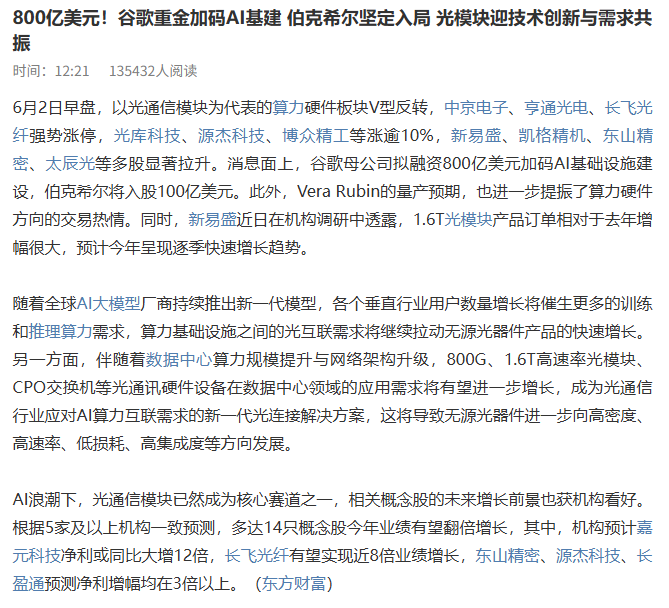 800亿美元！谷歌重金加码AI基建 伯克希尔坚定入局 光模块迎技术创新与需求共
振
时间：12:21 135432人阅读
6月2日早盘，以光通信模块为代表的算力硬件板块V型反转，中京电子、亨通光电、长飞光
纤强势涨停，光库科技、源杰科技、博众精工等涨逾10%，新易盛、凯格精机、东山精
密、太辰光等多股显著拉升。消息面上，谷歌母公司拟融资800亿美元加码AI基础设施建
设，伯克希尔将入股100亿美元。此外，Vera Rubin的量产预期，也进一步提振了算力硬件
方向的交易热情。同时，新易盛近日在机构调研中透露，1.6T光模块产品订单相对于去年增
幅很大，预计今年呈现逐季快速增长趋势。
随着全球AI大模型厂商持续推出新一代模型，各个垂直行业用户数量增长将催生更多的训练
和推理算力需求，算力基础设施之间的光互联需求将继续拉动无源光器件产品的快速增长。
另一方面，伴随着数据中心算力规模提升与网络架构升级，800G、1.6T高速率光模块、
CPO交换机等光通讯硬件设备在数据中心领域的应用需求将有望进一步增长，成为光通信
行业应对AI算力互联需求的新一代光连接解决方案，这将导致无源光器件进一步向高密度、
高速率、低损耗、高集成度等方向发展。
AI浪潮下，光通信模块已然成为核心赛道之一，相关概念股的未来增长前景也获机构看好。
根据5家及以上机构一致预测，多达14只概念股今年业绩有望翻倍增长，其中，机构预计嘉
元科技净利或同比大增12倍，长飞光纤有望实现近8倍业绩增长，东山精密、源杰科技、长
盈通预测净利增幅均在3倍以上。（东方财富）